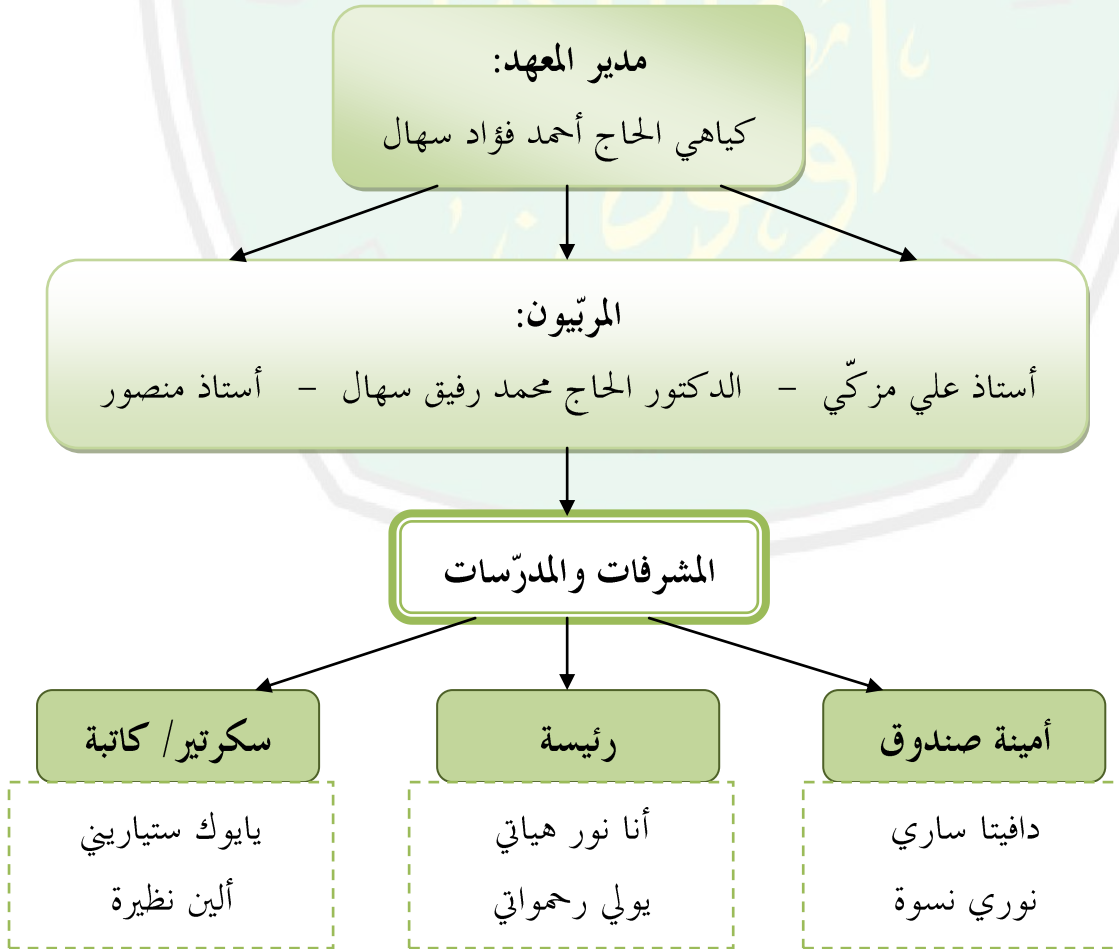 مدير المعهد:
كياهي الحاج أحمد فؤاد سهال
المربّيون:
أستاذ علي مزكّي – الدكتور الحاج محمد رفيق سهال – أستاذ منصور
المشرفات والمدرّسات
أمينة صندوق
دافيتا ساري
نوري نسوة
رئيسة
أنا نور هياتي
يولي رحمواتي
سكرتير/ كاتبة
يايوك ستياريني
ألين نظيرة